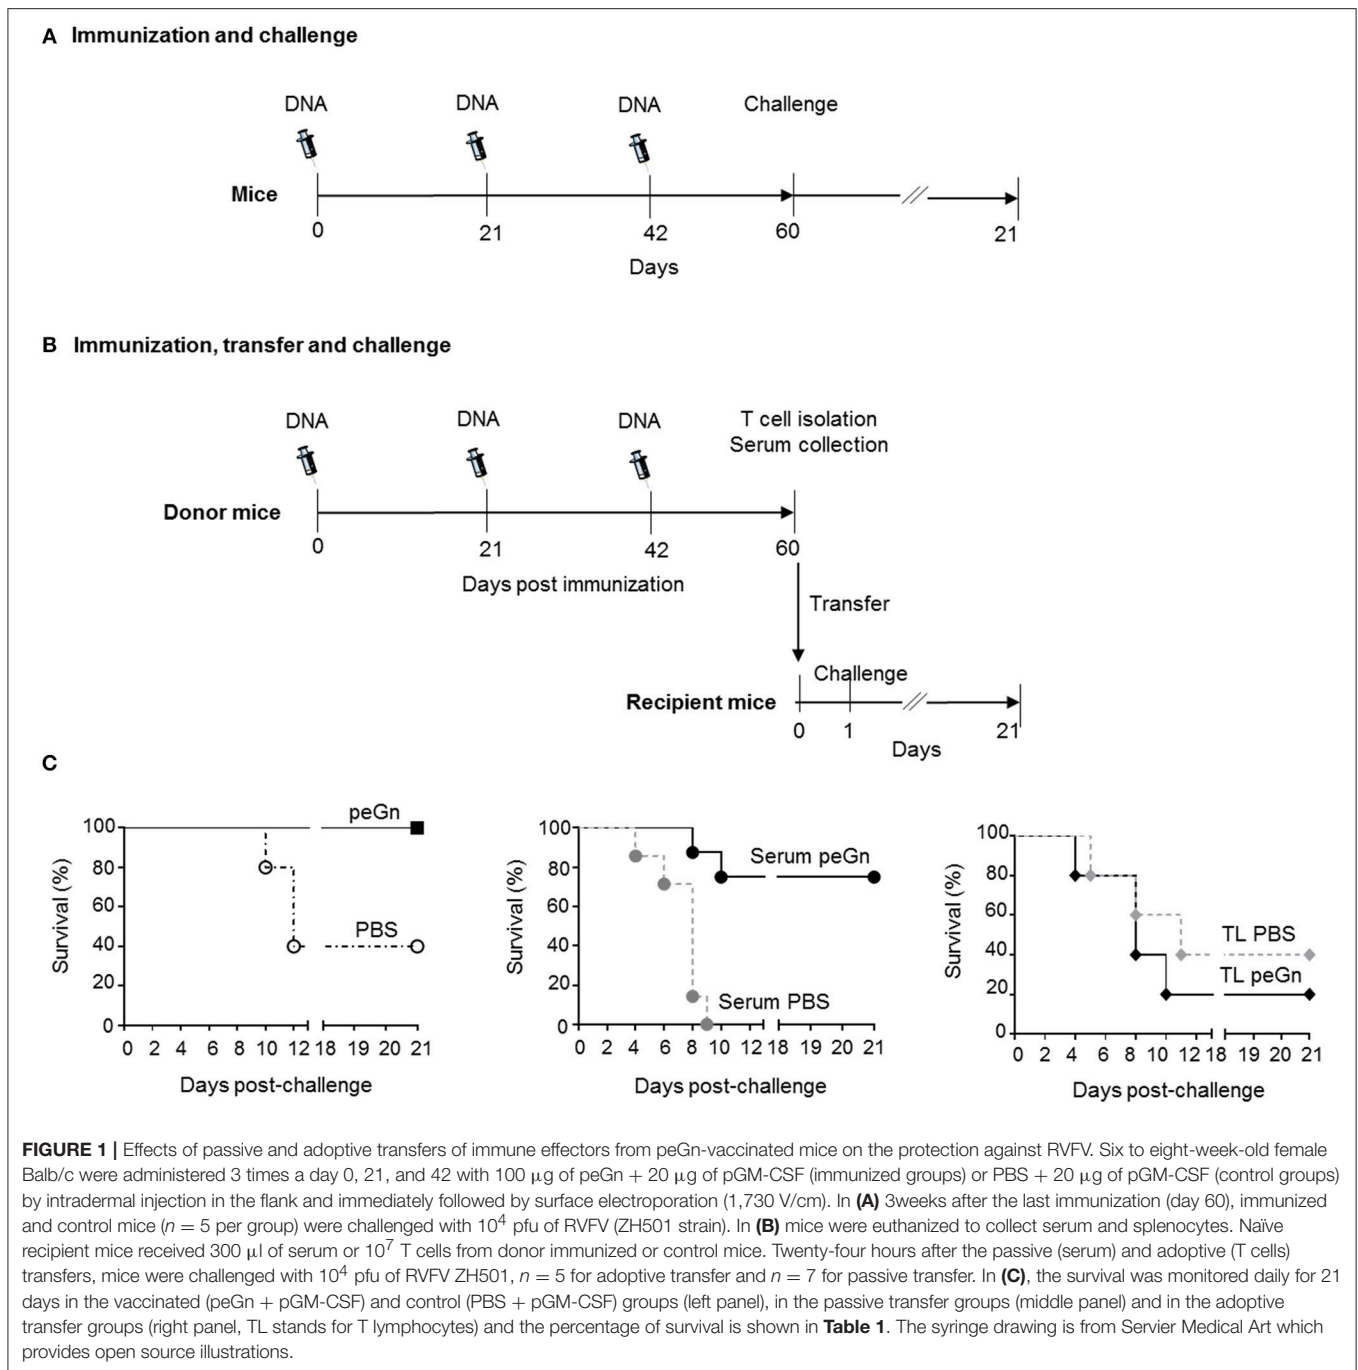 A Immunization and challenge
DNA DNA DNA Challenge
Mice
0 21 42 60 21
Days
B Immunization, transfer and challenge
DNA DNA DNA T cell isolation
Serum collection
Donor mice
0 21 42 60
Days post immunization
Transfer
Challenge
Recipient mice
0 1 21
Days
C
peGn
100
80
60
40
20
0
Survival (%)
PBS
0 2 4 6 8 10 12 18 19 20 21
Days post-challenge
100
80
60
40
20
0
Survival (%)
Serum peGn
Serum PBS
0 2 4 6 8 10 12 18 19 20 21
Days post-challenge
100
80
60
40
20
0
Survival (%)
TL PBS
TL peGn
0 2 4 6 8 10 12 18 19 20 21
Days post-challenge
FIGURE 1 | Effects of passive and adoptive transfers of immune effectors from peGn-vaccinated mice on the protection against RVFV. Six to eight-week-old female
Balb/c were administered 3 times a day 0, 21, and 42 with 100 μg of peGn + 20 μg of pGM-CSF (immunized groups) or PBS + 20 μg of pGM-CSF (control groups)
by intradermal injection in the flank and immediately followed by surface electroporation (1,730 V/cm). In (A) 3weeks after the last immunization (day 60), immunized
and control mice (n = 5 per group) were challenged with 10⁴ pfu of RVFV (ZH501 strain). In (B) mice were euthanized to collect serum and splenocytes. Naïve
recipient mice received 300 μl of serum or 10⁷ T cells from donor immunized or control mice. Twenty-four hours after the passive (serum) and adoptive (T cells)
transfers, mice were challenged with 10⁴ pfu of RVFV ZH501, n = 5 for adoptive transfer and n = 7 for passive transfer. In (C), the survival was monitored daily for 21
days in the vaccinated (peGn + pGM-CSF) and control (PBS + pGM-CSF) groups (left panel), in the passive transfer groups (middle panel) and in the adoptive
transfer groups (right panel, TL stands for T lymphocytes) and the percentage of survival is shown in Table 1. The syringe drawing is from Servier Medical Art which
provides open source illustrations.